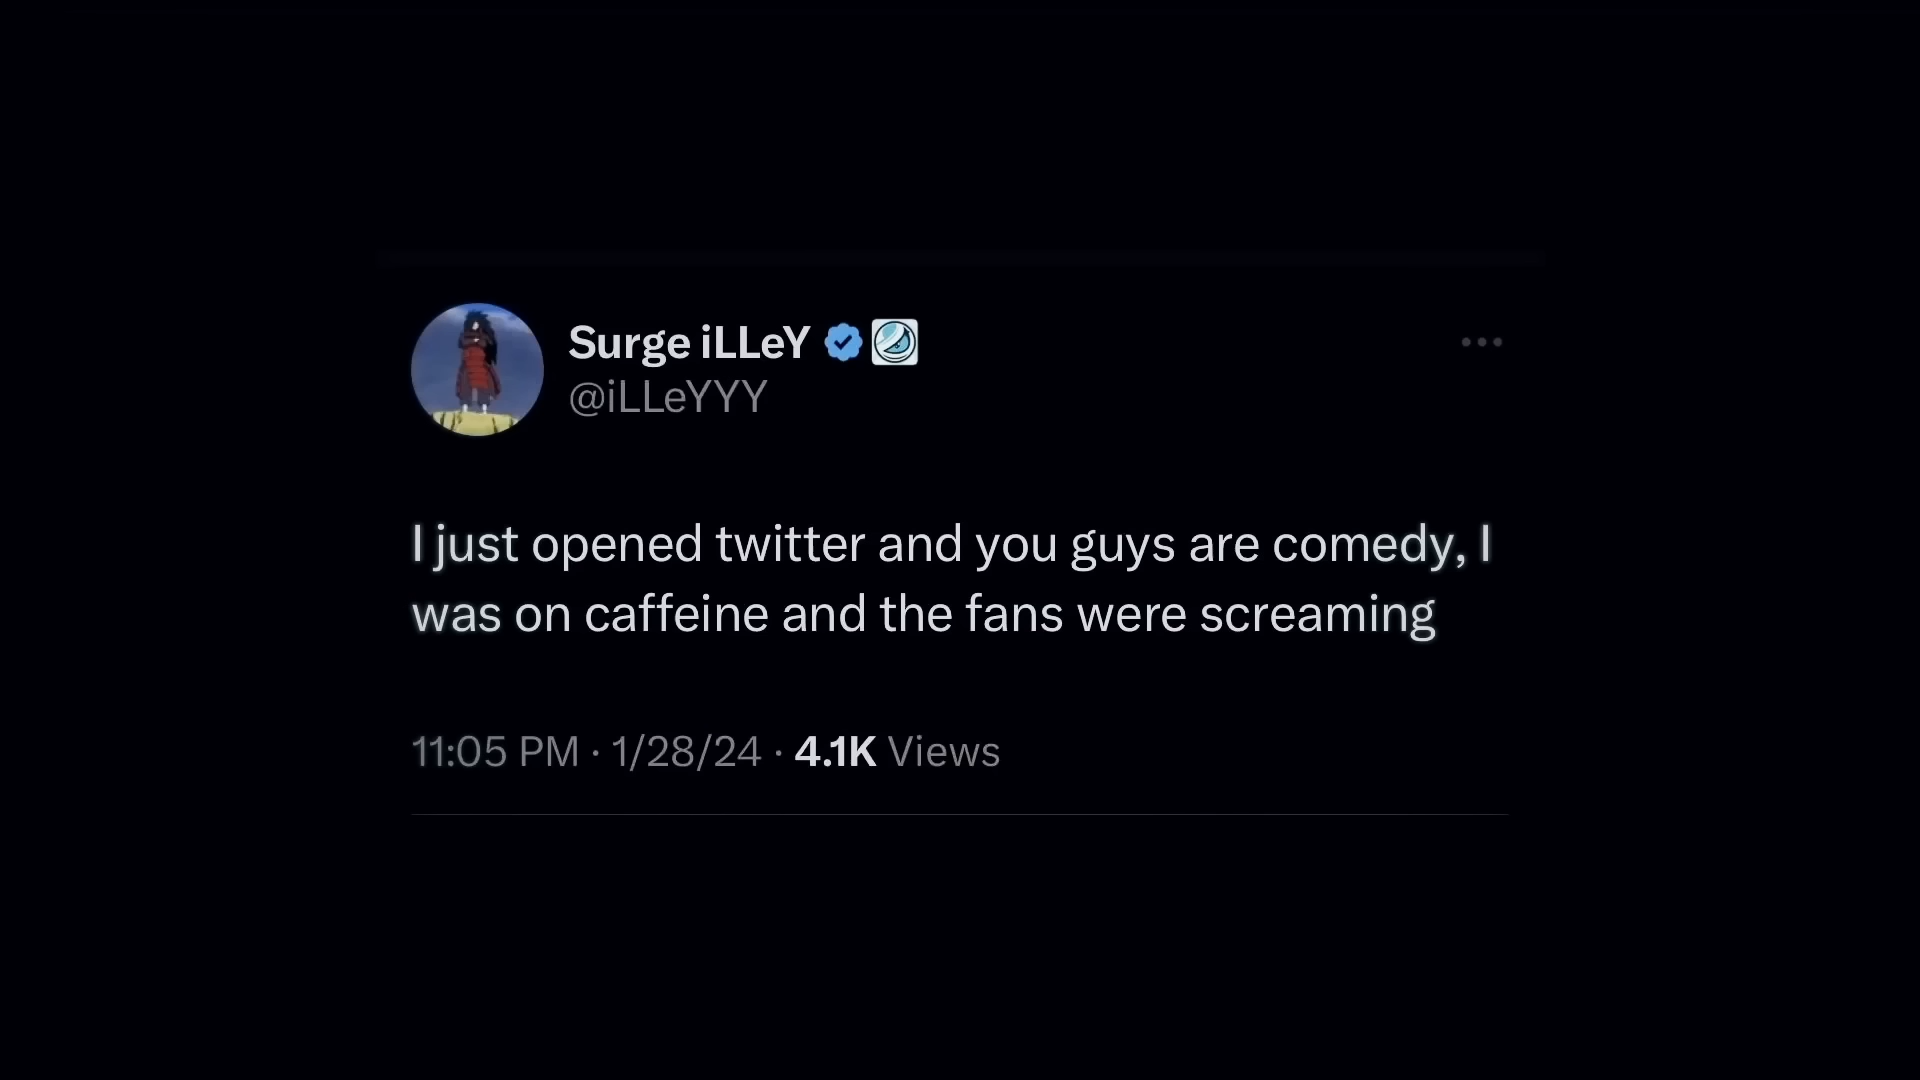 Surge iLLeY
@iLLeYYY
I just opened twitter and you guys are comedy, I
was on caffeine and the fans were screaming
11:05 PM · 1/28/24 · 4.1K Views